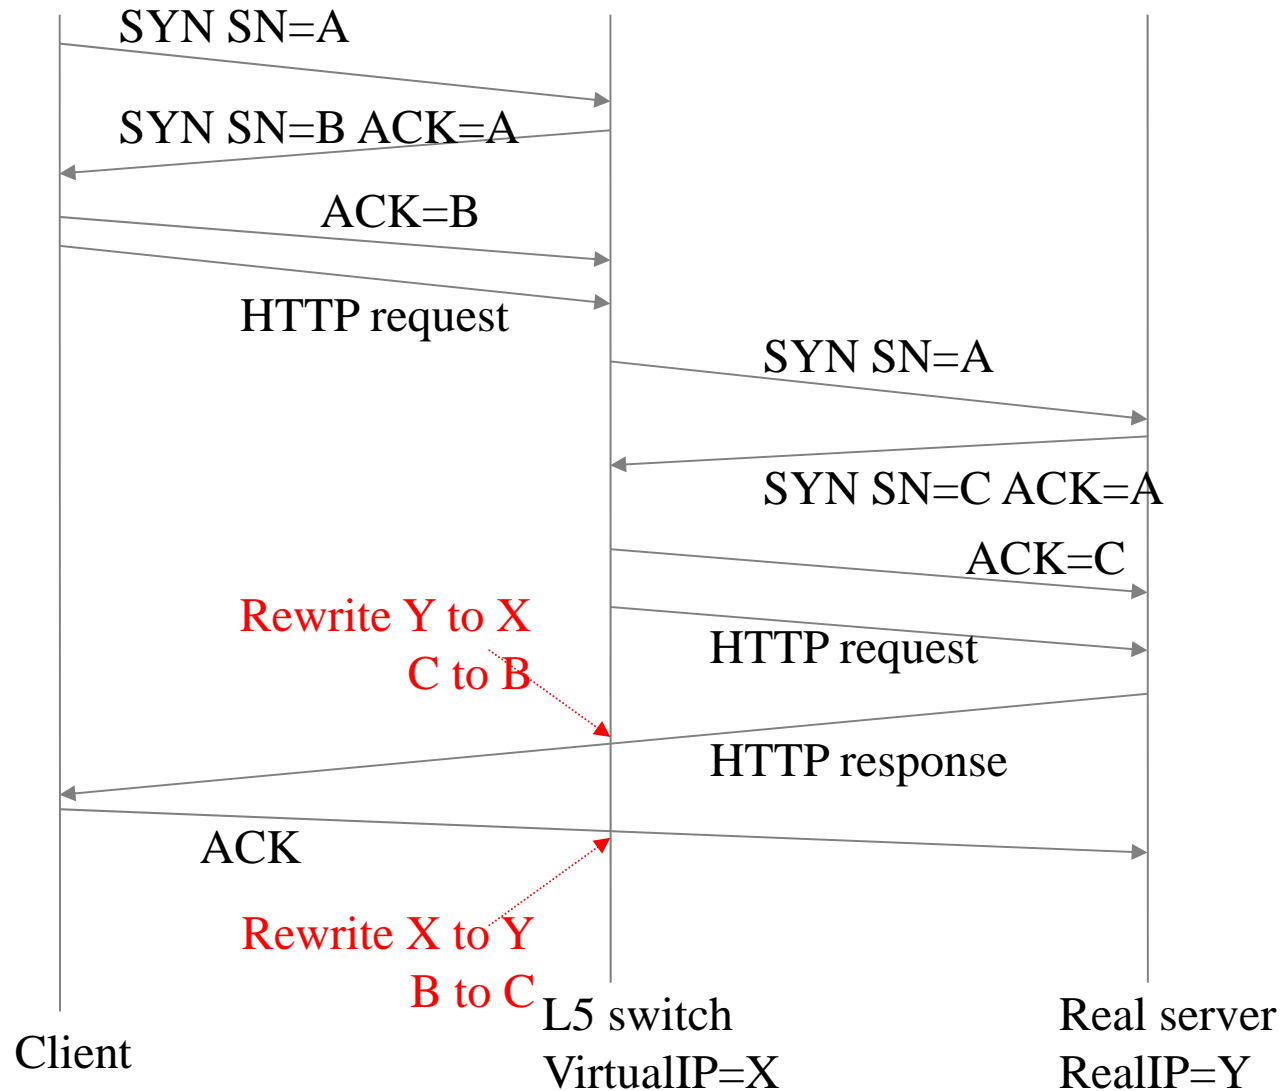 SYN SN=A
SYN SN=B ACK=A
ACK=B
HTTP request
SYN SN=A
SYN SN=C ACK=A
ACK=C
Rewrite Y to X
C to B
HTTP request
HTTP response
ACK
Rewrite X to Y
B to C
Client
L5 switch
VirtualIP=X
Real server
RealIP=Y